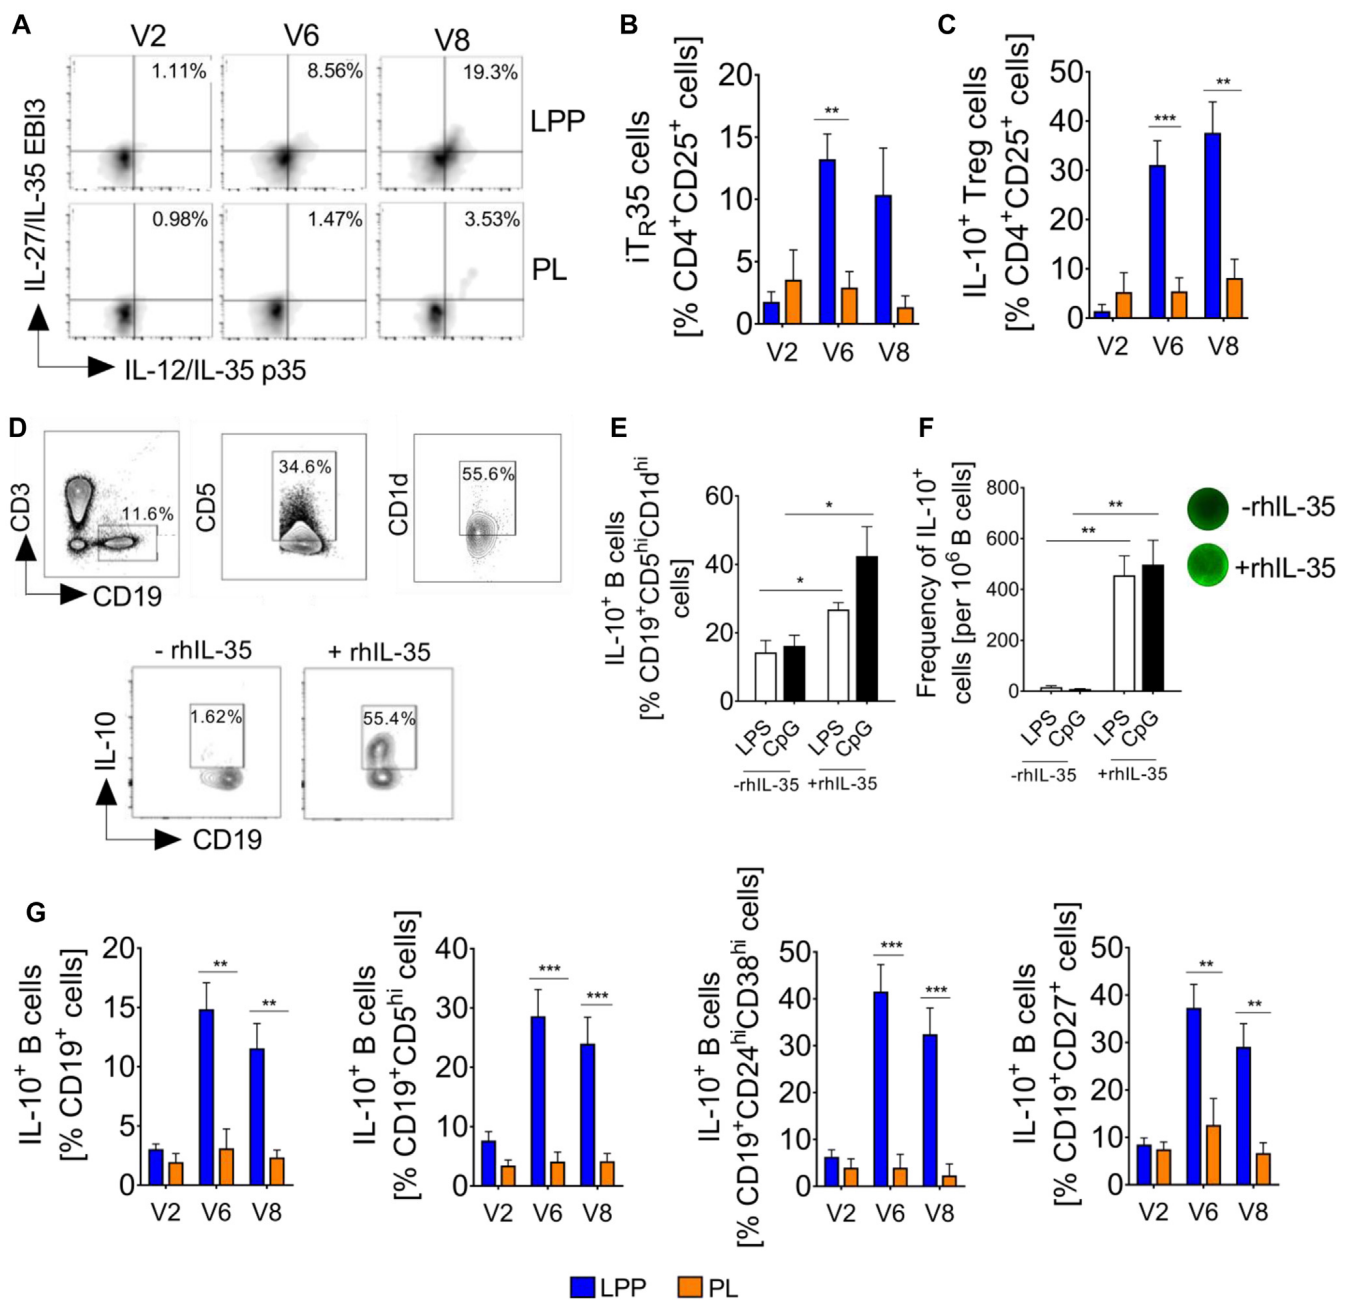 A
V2 V6 V8
1.11% 8.56% 19.3%
LPP
0.98% 1.47% 3.53%
PL
IL-27/IL-35 EBI3
IL-12/IL-35 p35
B
iT_R35 cells
[% CD4⁺CD25⁺ cells]
20
15
10
5
0
** 
V2 V6 V8
C
IL-10⁺ Treg cells
[% CD4⁺CD25⁺ cells]
50
40
30
20
10
0
*** **
V2 V6 V8
D
CD3
11.6%
CD19
CD5
34.6%
CD1d
55.6%
- rhIL-35 + rhIL-35
IL-10
1.62% 55.4%
CD19
E
IL-10⁺ B cells
[% CD19⁺CD5ʰⁱCD1dʰⁱ
cells]
60
40
20
0
* *
LPS CpG LPS CpG
-rhIL-35 +rhIL-35
F
Frequency of IL-10⁺
cells [per 10⁶ B cells]
800
600
400
200
0
** **
LPS CpG LPS CpG
-rhIL-35 +rhIL-35
-rhIL-35
+rhIL-35
G
IL-10⁺ B cells
[% CD19⁺ cells]
20
15
10
5
0
** **
V2 V6 V8
IL-10⁺ B cells
[% CD19⁺CD5ʰⁱ cells]
40
30
20
10
0
*** ***
V2 V6 V8
IL-10⁺ B cells
[% CD19⁺CD24ʰⁱCD38ʰⁱ cells]
50
40
30
20
10
0
*** ***
V2 V6 V8
IL-10⁺ B cells
[% CD19⁺CD27⁺ cells]
50
40
30
20
10
0
** **
V2 V6 V8
LPP PL